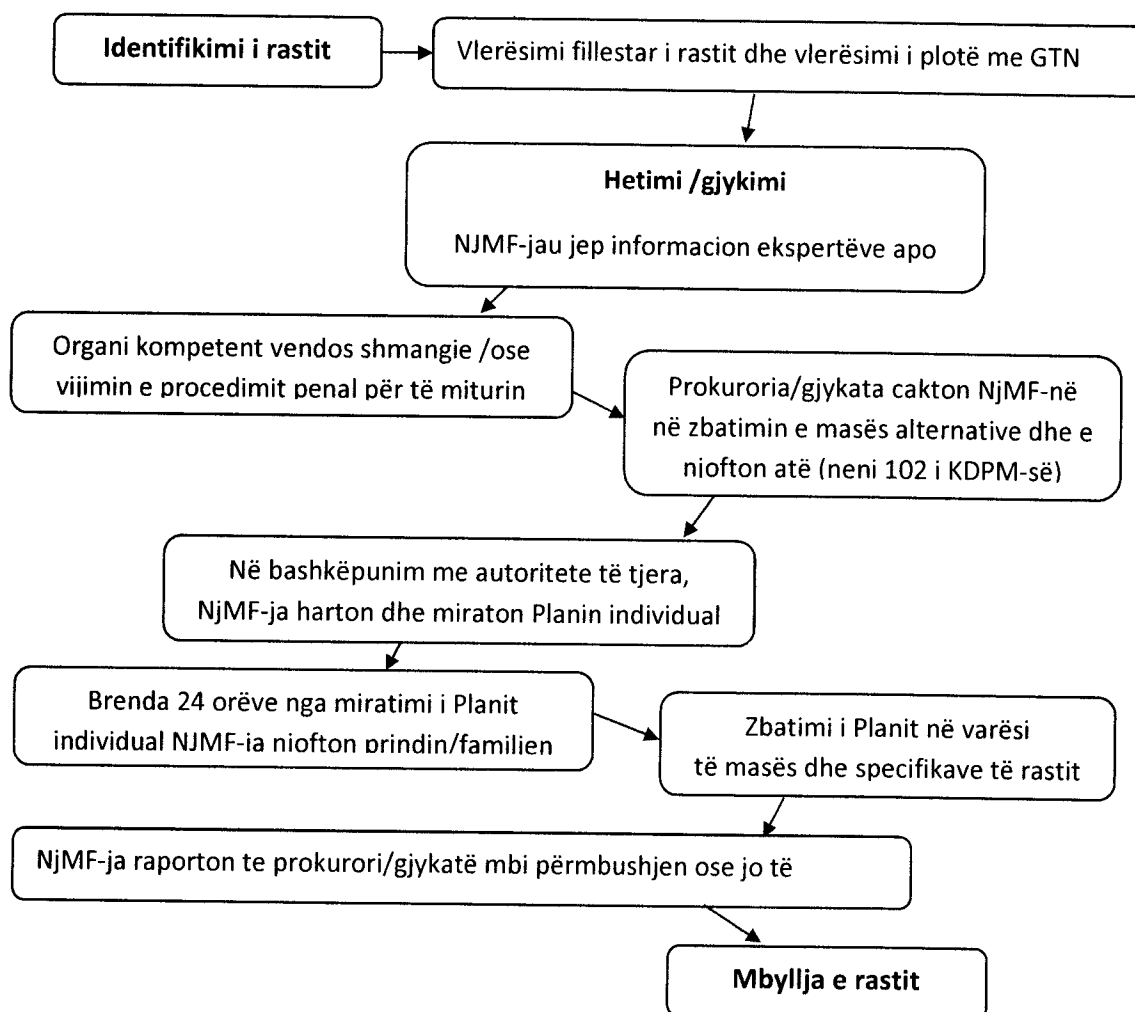 Identifikimi i rastit
Vlerësimi fillestar i rastit dhe vlerësimi i plotë me GTN
Hetimi /gjykimi
NJMF-jau jep informacion ekspertëve apo
Organi kompetent vendos shmangie /ose
vijimin e procedimit penal për të miturin
Prokuroria/gjykata cakton NjMF-në
në zbatimin e masës alternative dhe e
njofton atë (neni 102 i KDPM-së)
Në bashkëpunim me autoritete të tjera,
NjMF-ja harton dhe miraton Planin individual
Brenda 24 orëve nga miratimi i Planit
individual NJMF-ja njofton prindin/familjen
Zbatimi i Planit në varësi
të masës dhe specifikave të rastit
NjMF-ja raporton te prokurori/gjykatë mbi përmbushjen ose jo të
Mbyllja e rastit